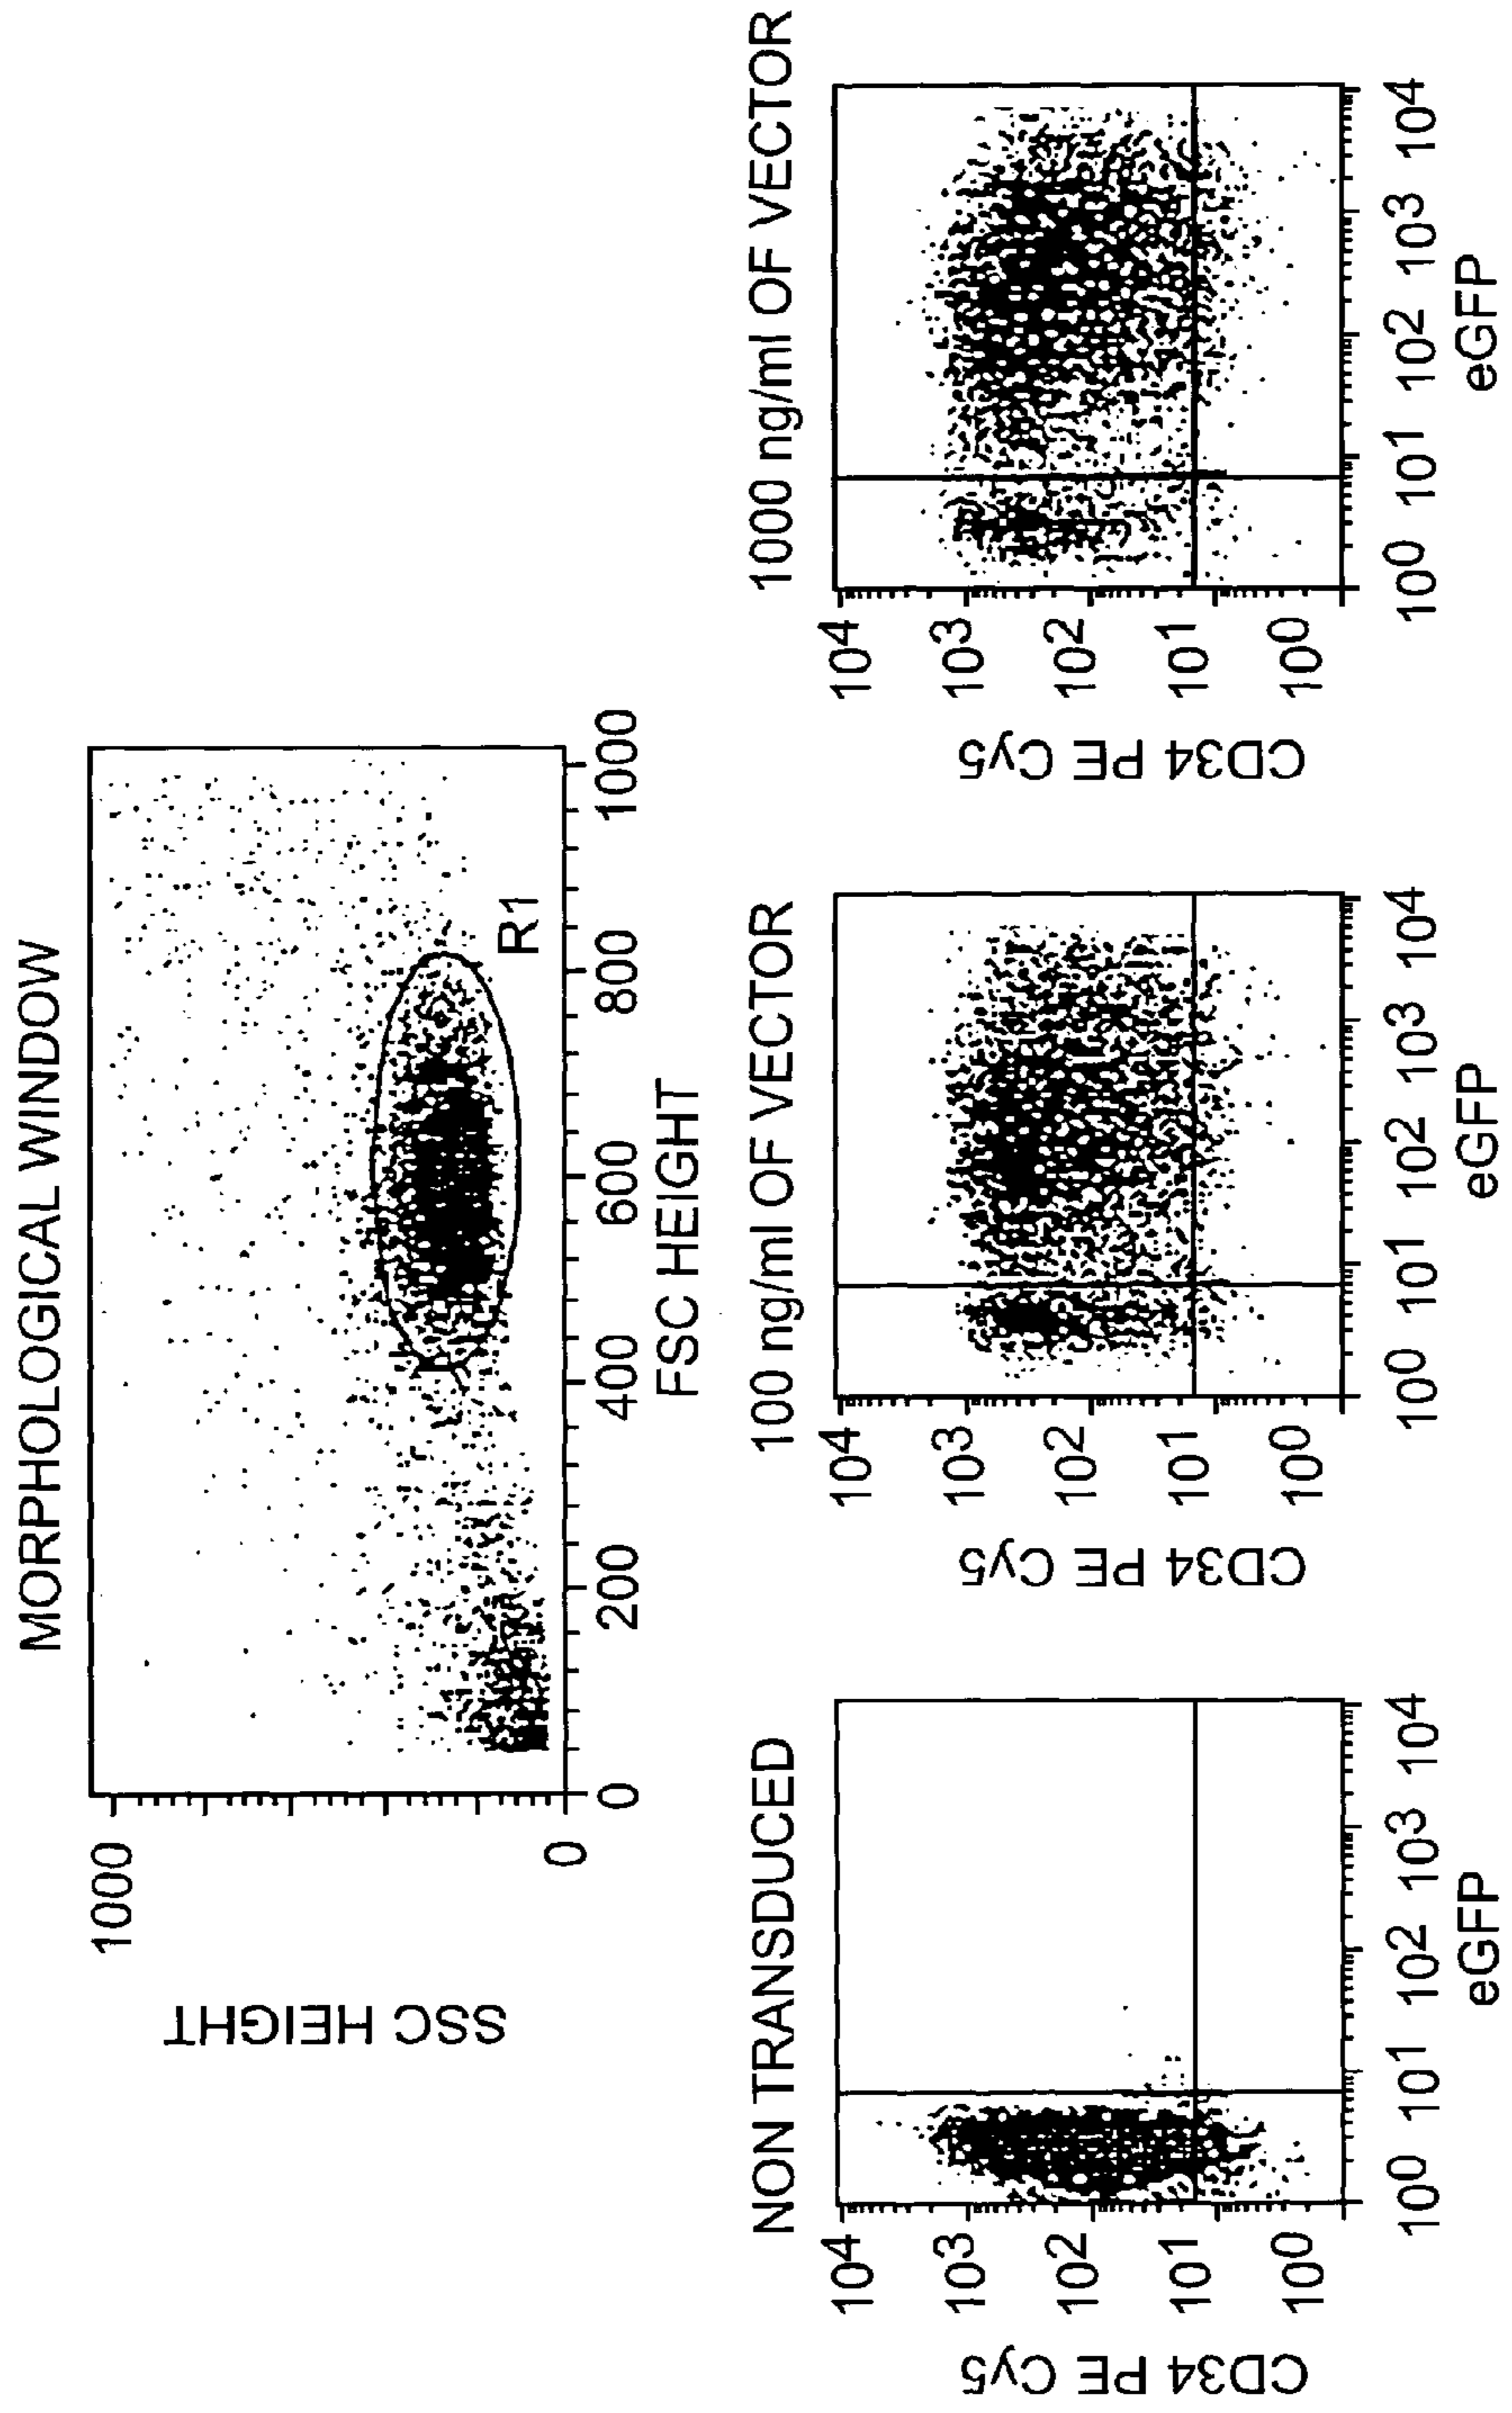 MORPHOLOGICAL WINDOW
SSC HEIGHT
1000
0
0 200 400 600 800 1000
FSC HEIGHT
R1
NON TRANSDUCED
CD34 PE Cy5
10⁴
10³
10²
10¹
10⁰
10⁰ 10¹ 10² 10³ 10⁴
eGFP
100 ng/ml OF VECTOR
CD34 PE Cy5
10⁴
10³
10²
10¹
10⁰
10⁰ 10¹ 10² 10³ 10⁴
eGFP
1000 ng/ml OF VECTOR
CD34 PE Cy5
10⁴
10³
10²
10¹
10⁰
10⁰ 10¹ 10² 10³ 10⁴
eGFP